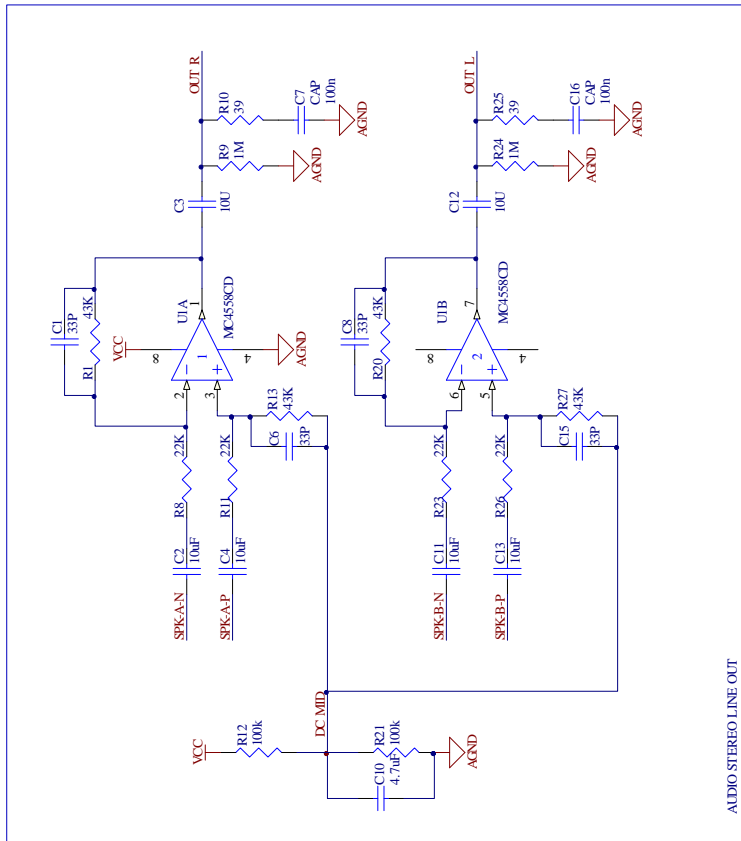 OUT R
R10
39
C7
CAP
100n
AGND
R9
1M
AGND
C3
10U
C1
33P
R1
43K
VCC
8
U1A
1
MC4558CD
1
4
AGND
2
3
R13
43K
C6
33P
R8
22K
R11
22K
C2
10uF
C4
10uF
SPK-A-N
SPK-A-P
OUT L
R25
39
C16
CAP
100n
AGND
R24
1M
AGND
C12
10U
C8
33P
R20
43K
8
U1B
7
MC4558CD
2
4
6
5
R27
43K
C15
33P
R23
22K
R26
22K
C11
10uF
C13
10uF
SPK-B-N
SPK-B-P
VCC
R12
100k
DC MID
R21
100k
C10
4.7uF
AGND
AUDIO STEREO LINE OUT